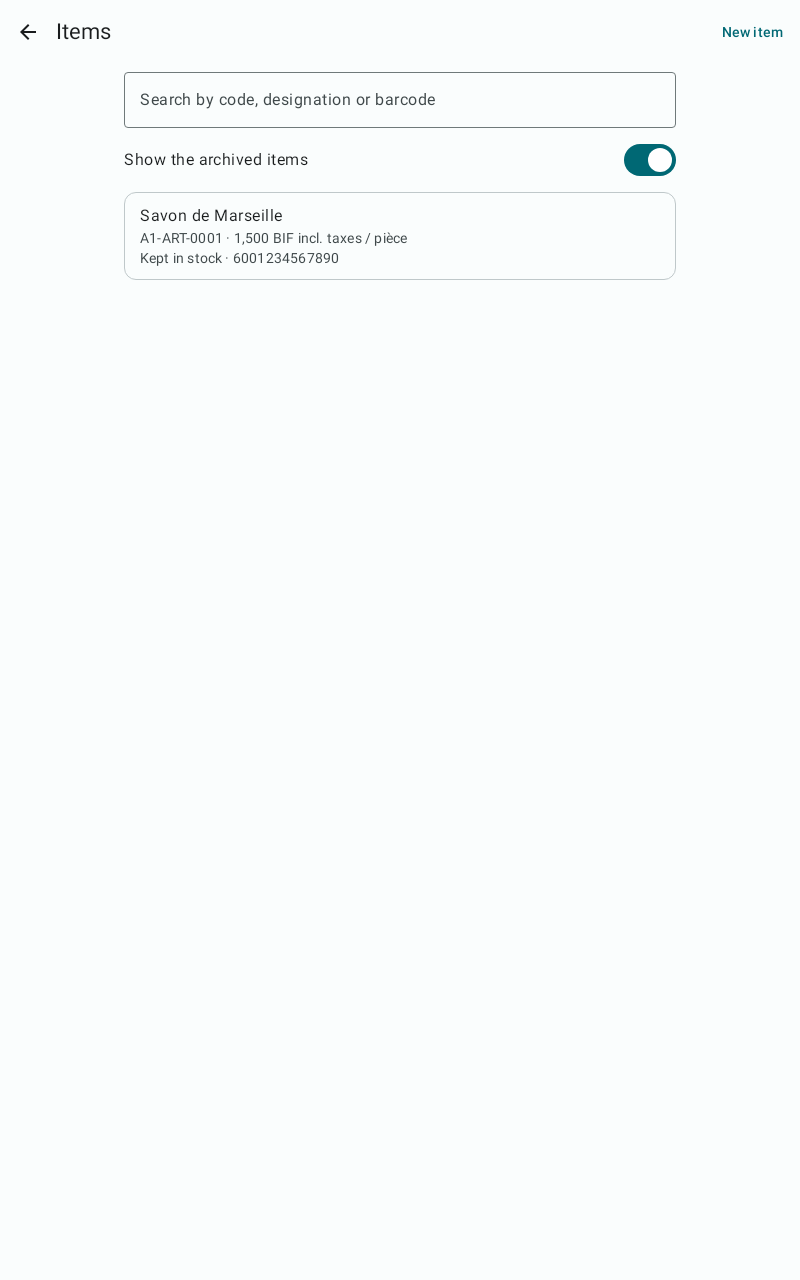 Items
New item
Search by code, designation or barcode
Show the archived items
Savon de Marseille
A1-ART-0001 · 1,500 BIF incl. taxes / pièce
Kept in stock · 6001234567890